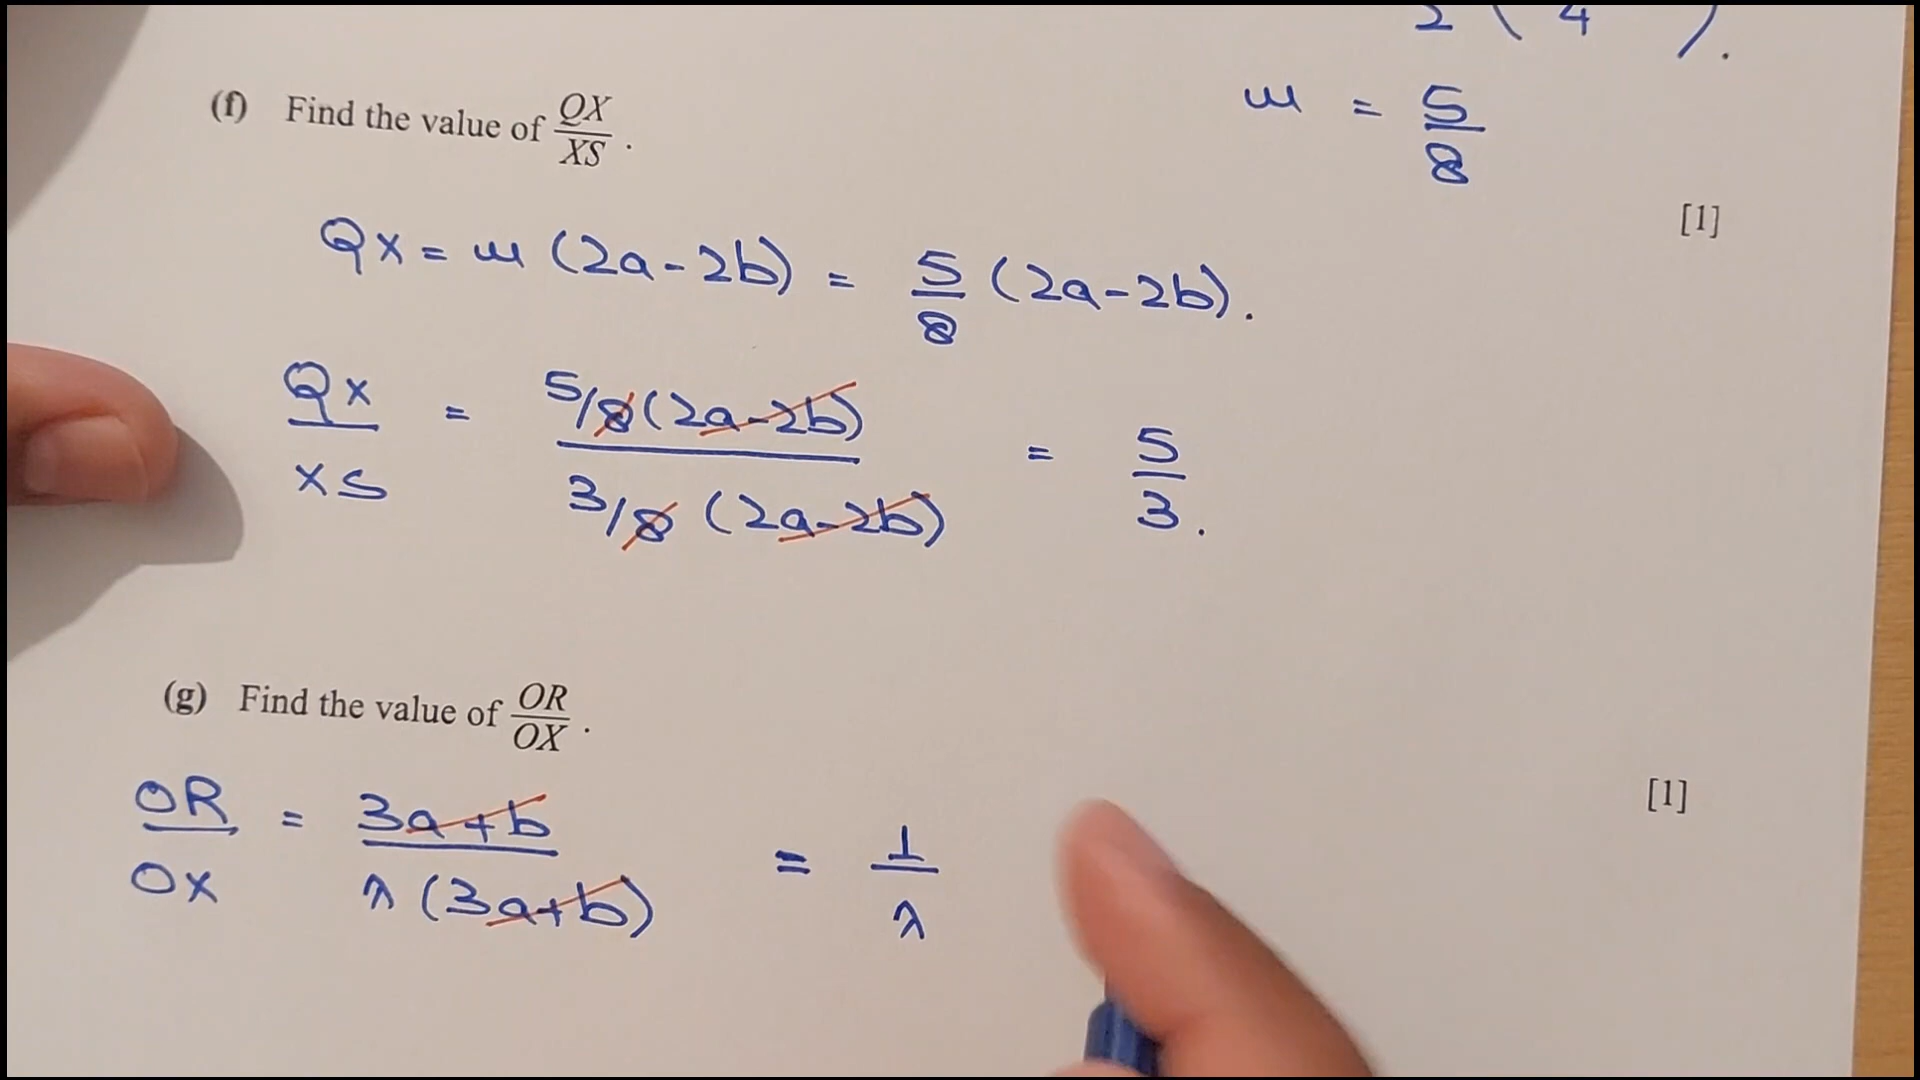 2 ( 4 ).
(f) Find the value of QX/XS.
μ = 5/8
[1]
QX = μ (2a-2b) = 5/8 (2a-2b).
QX/XS = 5/8(2a-2b) / 3/8 (2a-2b) = 5/3.
(g) Find the value of OR/OX.
[1]
OR/OX = 3a+b / λ(3a+b) = 1/λ